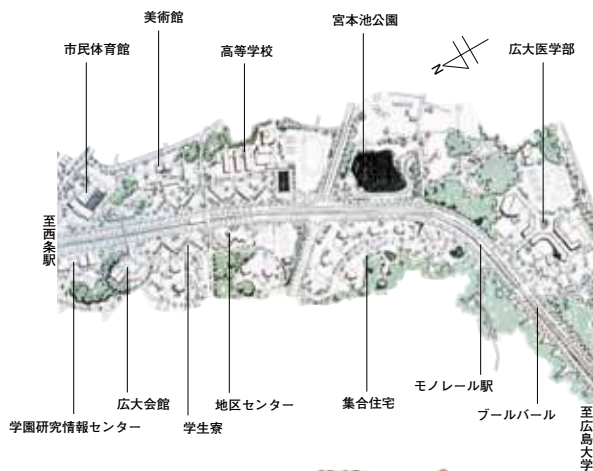 美術館
宮本池公園
市民体育館
高等学校
広大医学部
N
至西条駅
モノレール駅
広大会館
地区センター
集合住宅
ブールバール
学園研究情報センター
学生寮
至広島大学